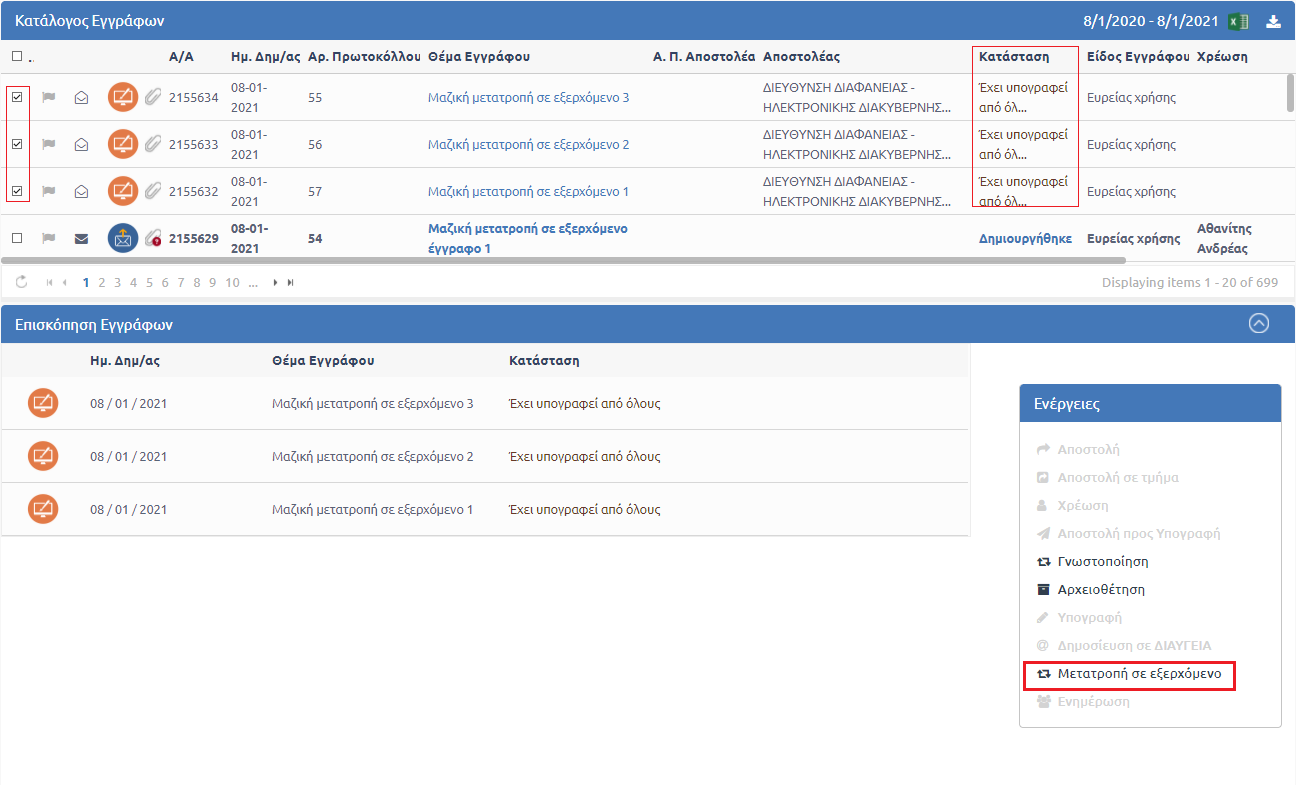 Κατάλογος Εγγράφων 8/1/2020 - 8/1/2021
.. Α/Α Ημ. Δημ/ας Αρ. Πρωτοκόλλου Θέμα Εγγράφου Α. Π. Αποστολέα Αποστολέας Κατάσταση Είδος Εγγράφου Χρέωση
2155634 08-01-2021 55 Μαζική μετατροπή σε εξερχόμενο 3 ΔΙΕΥΘΥΝΣΗ ΔΙΑΦΑΝΕΙΑΣ - ΗΛΕΚΤΡΟΝΙΚΗΣ ΔΙΑΚΥΒΕΡΝΗΣ... Έχει υπογραφεί από όλ... Ευρείας χρήσης
2155633 08-01-2021 56 Μαζική μετατροπή σε εξερχόμενο 2 ΔΙΕΥΘΥΝΣΗ ΔΙΑΦΑΝΕΙΑΣ - ΗΛΕΚΤΡΟΝΙΚΗΣ ΔΙΑΚΥΒΕΡΝΗΣ... Έχει υπογραφεί από όλ... Ευρείας χρήσης
2155632 08-01-2021 57 Μαζική μετατροπή σε εξερχόμενο 1 ΔΙΕΥΘΥΝΣΗ ΔΙΑΦΑΝΕΙΑΣ - ΗΛΕΚΤΡΟΝΙΚΗΣ ΔΙΑΚΥΒΕΡΝΗΣ... Έχει υπογραφεί από όλ... Ευρείας χρήσης
2155629 08-01-2021 54 Μαζική μετατροπή σε εξερχόμενο έγγραφο 1 Δημιουργήθηκε Ευρείας χρήσης Αθανίτης Ανδρέας
1 2 3 4 5 6 7 8 9 10 ... Displaying items 1 - 20 of 699
Επισκόπηση Εγγράφων
Ημ. Δημ/ας Θέμα Εγγράφου Κατάσταση
08 / 01 / 2021 Μαζική μετατροπή σε εξερχόμενο 3 Έχει υπογραφεί από όλους
08 / 01 / 2021 Μαζική μετατροπή σε εξερχόμενο 2 Έχει υπογραφεί από όλους
08 / 01 / 2021 Μαζική μετατροπή σε εξερχόμενο 1 Έχει υπογραφεί από όλους
Ενέργειες
Αποστολή
Αποστολή σε τμήμα
Χρέωση
Αποστολή προς Υπογραφή
Γνωστοποίηση
Αρχειοθέτηση
Υπογραφή
Δημοσίευση σε ΔΙΑΥΓΕΙΑ
Μετατροπή σε εξερχόμενο
Ενημέρωση